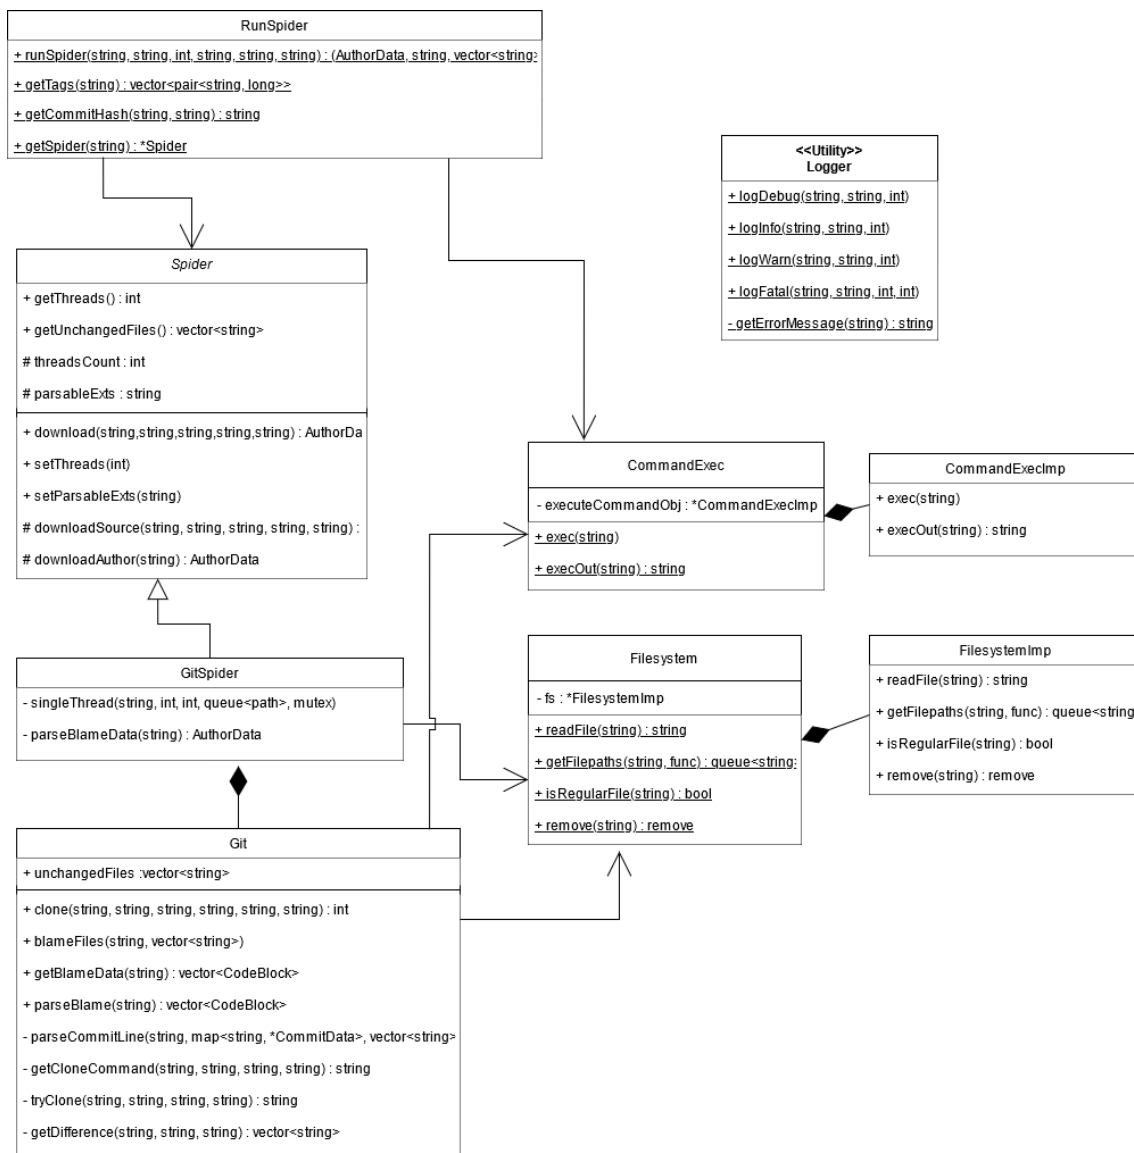 RunSpider
+ runSpider(string, string, int, string, string, string) : (AuthorData, string, vector<string>
+ getTags(string) : vector<pair<string, long>>
+ getCommitHash(string, string) : string
+ getSpider(string) : *Spider
<<Utility>>
Logger
+ logDebug(string, string, int)
+ logInfo(string, string, int)
+ logWarn(string, string, int)
+ logFatal(string, string, int, int)
- getErrorMessage(string) : string
Spider
+ getThreads() : int
+ getUnchangedFiles() : vector<string>
# threadsCount : int
# parsableExts : string
+ download(string,string,string,string,string) : AuthorDa
+ setThreads(int)
+ setParsableExts(string)
# downloadSource(string, string, string, string, string) :
# downloadAuthor(string) : AuthorData
CommandExec
- executeCommandObj : *CommandExecImp
+ exec(string)
+ execOut(string) : string
CommandExecImp
+ exec(string)
+ execOut(string) : string
GitSpider
- singleThread(string, int, int, queue<path>, mutex)
- parseBlameData(string) : AuthorData
Filesystem
- fs : *FilesystemImp
+ readFile(string) : string
+ getFilepaths(string, func) : queue<string>
+ isRegularFile(string) : bool
+ remove(string) : remove
FilesystemImp
+ readFile(string) : string
+ getFilepaths(string, func) : queue<string
+ isRegularFile(string) : bool
+ remove(string) : remove
Git
+ unchangedFiles :vector<string>
+ clone(string, string, string, string, string, string) : int
+ blameFiles(string, vector<string>)
+ getBlameData(string) : vector<CodeBlock>
+ parseBlame(string) : vector<CodeBlock>
- parseCommitLine(string, map<string, *CommitData>, vector<string>
- getCloneCommand(string, string, string, string) : string
- tryClone(string, string, string, string) : string
- getDifference(string, string, string) : vector<string>